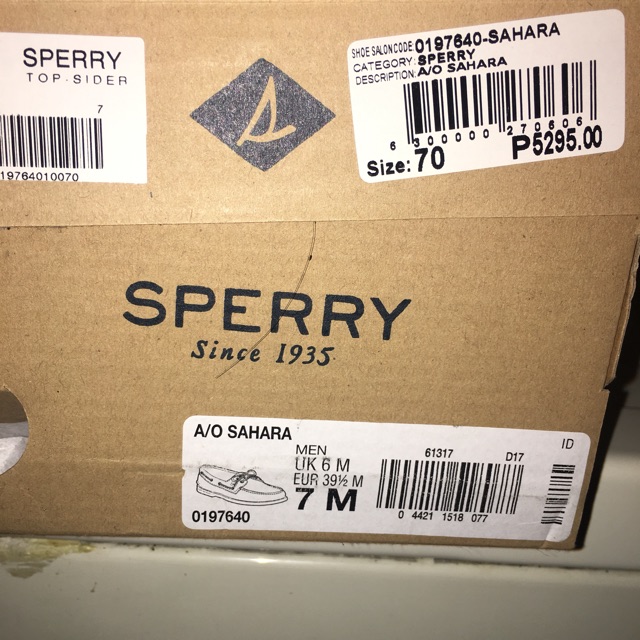 SPERRY
TOP-SIDER
7
19764010070
SHOE SALON CODE: 0197640-SAHARA
CATEGORY: SPERRY
DESCRIPTION: A/O SAHARA
6 300000 270606
Size: 70 P5295.00
SPERRY
Since 1935
A/O SAHARA
MEN
UK 6 M
EUR 39½ M
7 M
0197640
61317 D17
0 4421 1518 077
ID